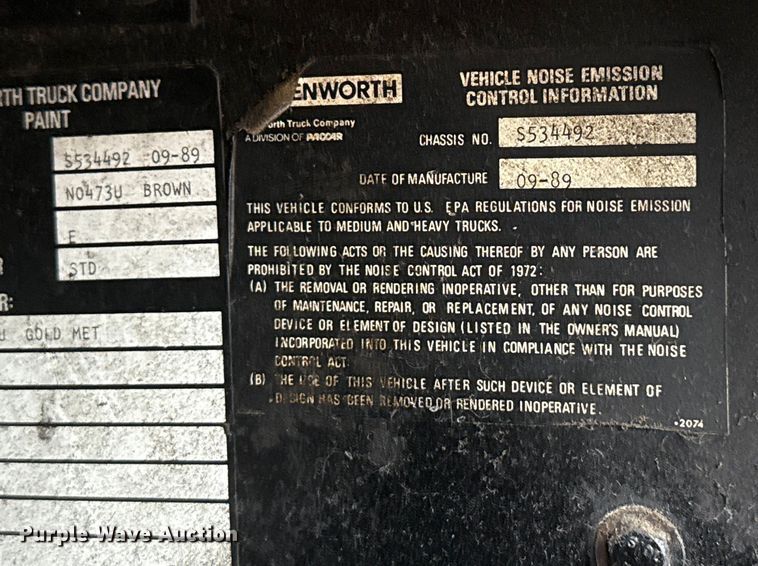 RTH TRUCK COMPANY
PAINT
S534492 09-89
N0473U BROWN
E
STD
R:
U GOLD MET
ENWORTH
orth Truck Company
A DIVISION OF PACCAR
VEHICLE NOISE EMISSION
CONTROL INFORMATION
CHASSIS NO. S534492
DATE OF MANUFACTURE 09-89
THIS VEHICLE CONFORMS TO U.S. EPA REGULATIONS FOR NOISE EMISSION
APPLICABLE TO MEDIUM AND HEAVY TRUCKS.
THE FOLLOWING ACTS OR THE CAUSING THEREOF BY ANY PERSON ARE
PROHIBITED BY THE NOISE CONTROL ACT OF 1972:
(A) THE REMOVAL OR RENDERING INOPERATIVE, OTHER THAN FOR PURPOSES
OF MAINTENANCE, REPAIR, OR REPLACEMENT, OF ANY NOISE CONTROL
DEVICE OR ELEMENT OF DESIGN (LISTED IN THE OWNER'S MANUAL)
INCORPORATED INTO THIS VEHICLE IN COMPLIANCE WITH THE NOISE
CONTROL ACT.
(B) THE USE OF THIS VEHICLE AFTER SUCH DEVICE OR ELEMENT OF
DESIGN HAS BEEN REMOVED OR RENDERED INOPERATIVE.
•2074
Purple Wave Auction